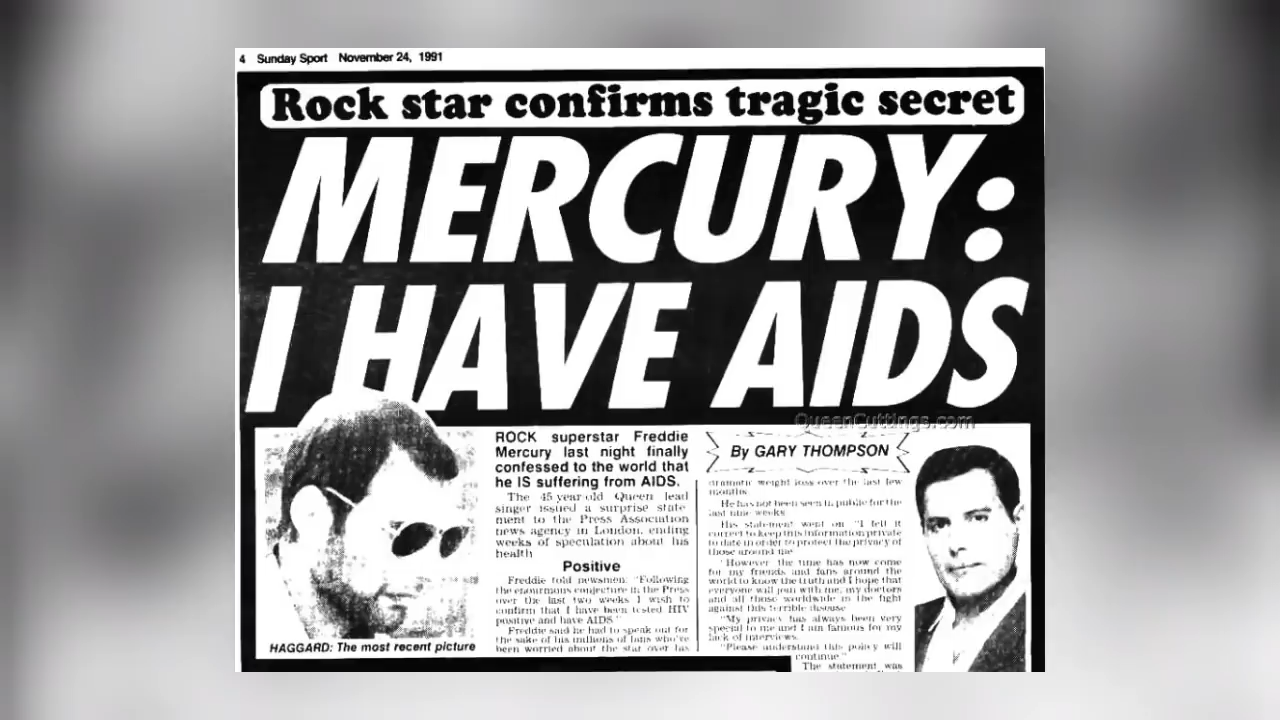 4 Sunday Sport November 24, 1991
Rock star confirms tragic secret
MERCURY:
I HAVE AIDS
QueenCuttings.com
ROCK superstar Freddie
Mercury last night finally
confessed to the world that
he IS suffering from AIDS.
The 45-year-old Queen lead
singer issued a surprise state-
ment to the Press Association
news agency in London, ending
weeks of speculation about his
health
Positive
Freddie told newsmen: "Following
the enormous conjecture in the Press
over the last two weeks I wish to
confirm that I have been tested HIV
positive and have AIDS."
Freddie said he had to speak out for
the sake of his millions of fans who've
been worried about the star over his
HAGGARD: The most recent picture
By GARY THOMPSON
dramatic weight loss over the last few
months
He has not been seen in public for the
last nine weeks
His statement went on "I felt it
correct to keep this information private
to date in order to protect the privacy of
those around me
"However the time has now come
for my friends and fans around the
world to know the truth and I hope that
everyone will join with me, my doctors
and all those worldwide in the fight
against this terrible disease
"My privacy has always been very
special to me and I am famous for my
lack of interviews.
"Please understand this policy will
continue"
The statement was